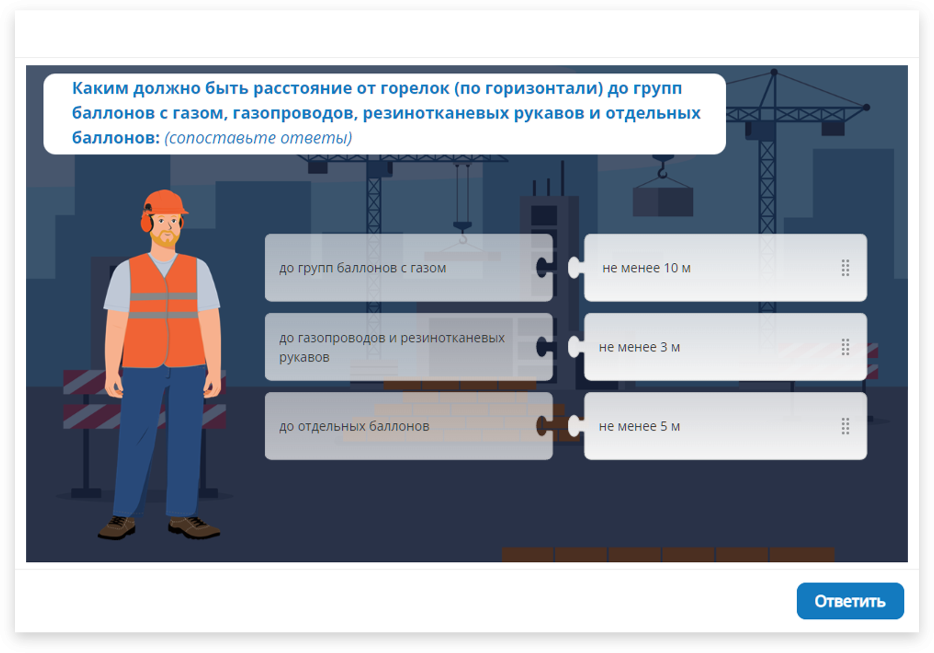 Каким должно быть расстояние от горелок (по горизонтали) до групп
баллонов с газом, газопроводов, резинотканевых рукавов и отдельных
баллонов: (сопоставьте ответы)
до групп баллонов с газом
не менее 10 м
до газопроводов и резинотканевых
рукавов
не менее 3 м
до отдельных баллонов
не менее 5 м
Ответить